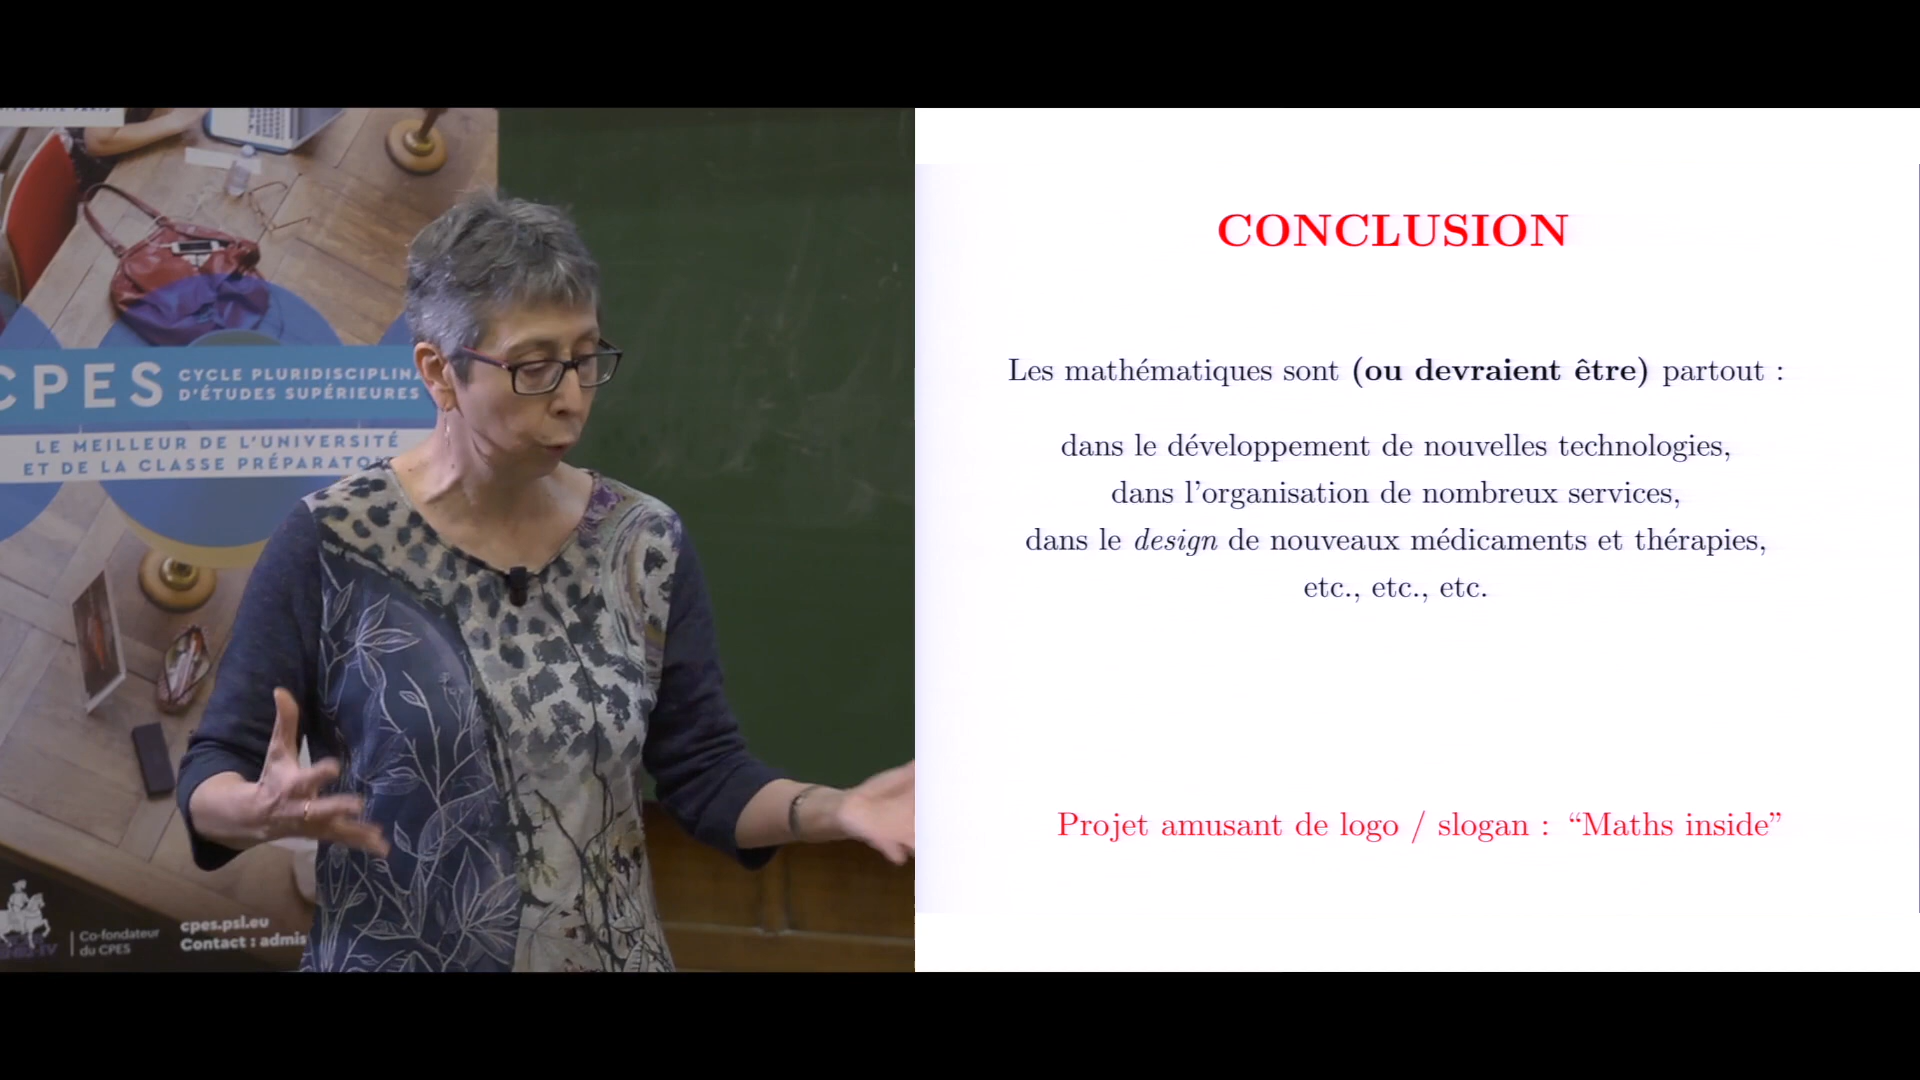 CPES
CYCLE PLURIDISCIPLINA
D'ÉTUDES SUPÉRIEURES
LE MEILLEUR DE L'UNIVERSITÉ
ET DE LA CLASSE PRÉPARATO
Co-fondateur
du CPES
cpes.psl.eu
Contact : admis
CONCLUSION
Les mathématiques sont (ou devraient être) partout :
dans le développement de nouvelles technologies,
dans l'organisation de nombreux services,
dans le design de nouveaux médicaments et thérapies,
etc., etc., etc.
Projet amusant de logo / slogan : “Maths inside”